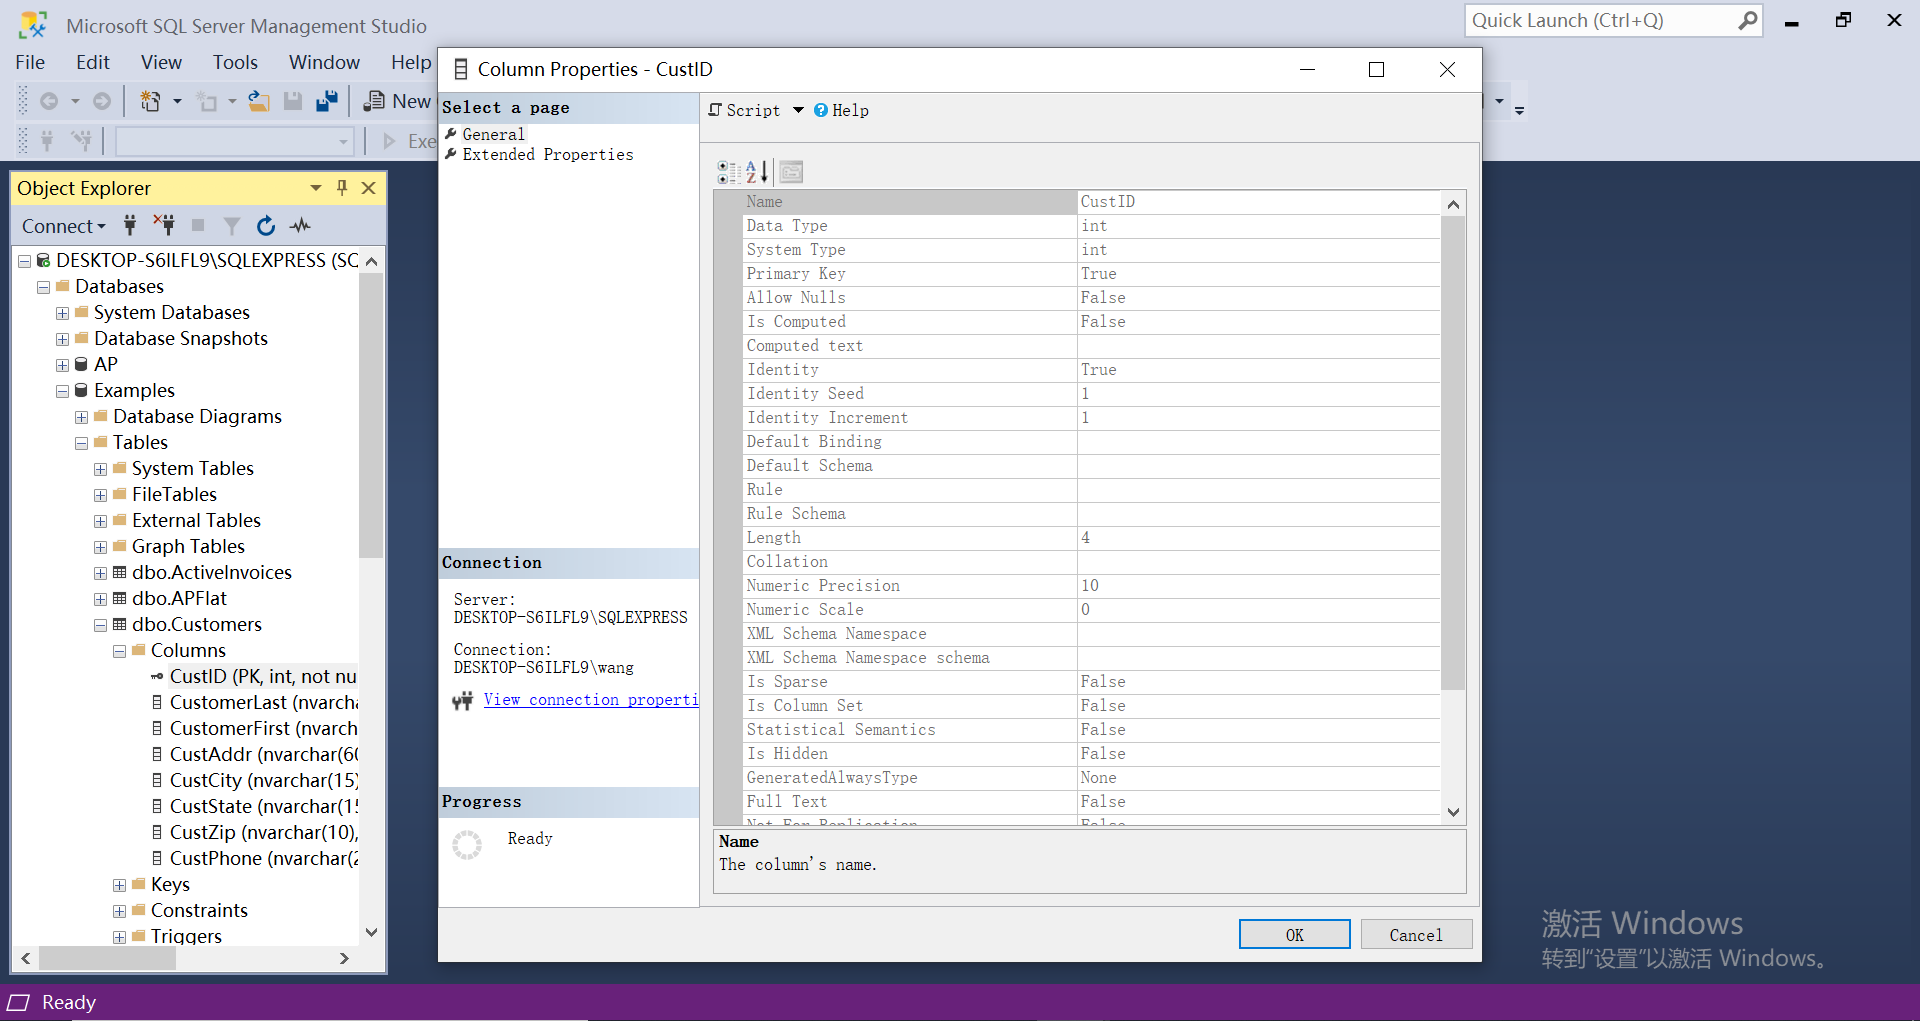 Microsoft SQL Server Management Studio
Quick Launch (Ctrl+Q)
File Edit View Tools Window Help
New
Exe
Object Explorer
Connect
DESKTOP-S6ILFL9\SQLEXPRESS (SQ
Databases
System Databases
Database Snapshots
AP
Examples
Database Diagrams
Tables
System Tables
FileTables
External Tables
Graph Tables
dbo.ActiveInvoices
dbo.APFlat
dbo.Customers
Columns
CustID (PK, int, not nu
CustomerLast (nvarcha
CustomerFirst (nvarch
CustAddr (nvarchar(60
CustCity (nvarchar(15)
CustState (nvarchar(15
CustZip (nvarchar(10),
CustPhone (nvarchar(2
Keys
Constraints
Triggers
Column Properties - CustID
Select a page
General
Extended Properties
Connection
Server:
DESKTOP-S6ILFL9\SQLEXPRESS
Connection:
DESKTOP-S6ILFL9\wang
View connection properti
Progress
Ready
Script Help
Name CustID
Data Type int
System Type int
Primary Key True
Allow Nulls False
Is Computed False
Computed text
Identity True
Identity Seed 1
Identity Increment 1
Default Binding
Default Schema
Rule
Rule Schema
Length 4
Collation
Numeric Precision 10
Numeric Scale 0
XML Schema Namespace
XML Schema Namespace schema
Is Sparse False
Is Column Set False
Statistical Semantics False
Is Hidden False
GeneratedAlwaysType None
Full Text False
Not For Replication False
Name
The column's name.
OK Cancel
激活 Windows
转到"设置"以激活 Windows。
Ready